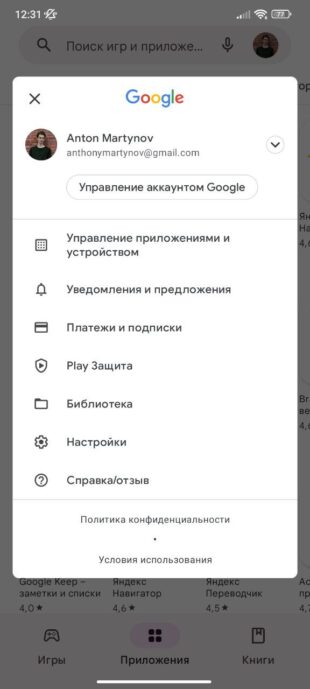 12:31
77
Поиск игр и приложе...
Google
Anton Martynov
anthonymartynov@gmail.com
Управление аккаунтом Google
Управление приложениями и
устройством
Уведомления и предложения
Платежи и подписки
Play Защита
Библиотека
Настройки
Справка/отзыв
Политика конфиденциальности
•
Условия использования
Google Keep –
заметки и списки
4,0★
Яндекс
Навигатор
4,6★
Яндекс
Переводчик
4,5★
Игры
Приложения
Книги